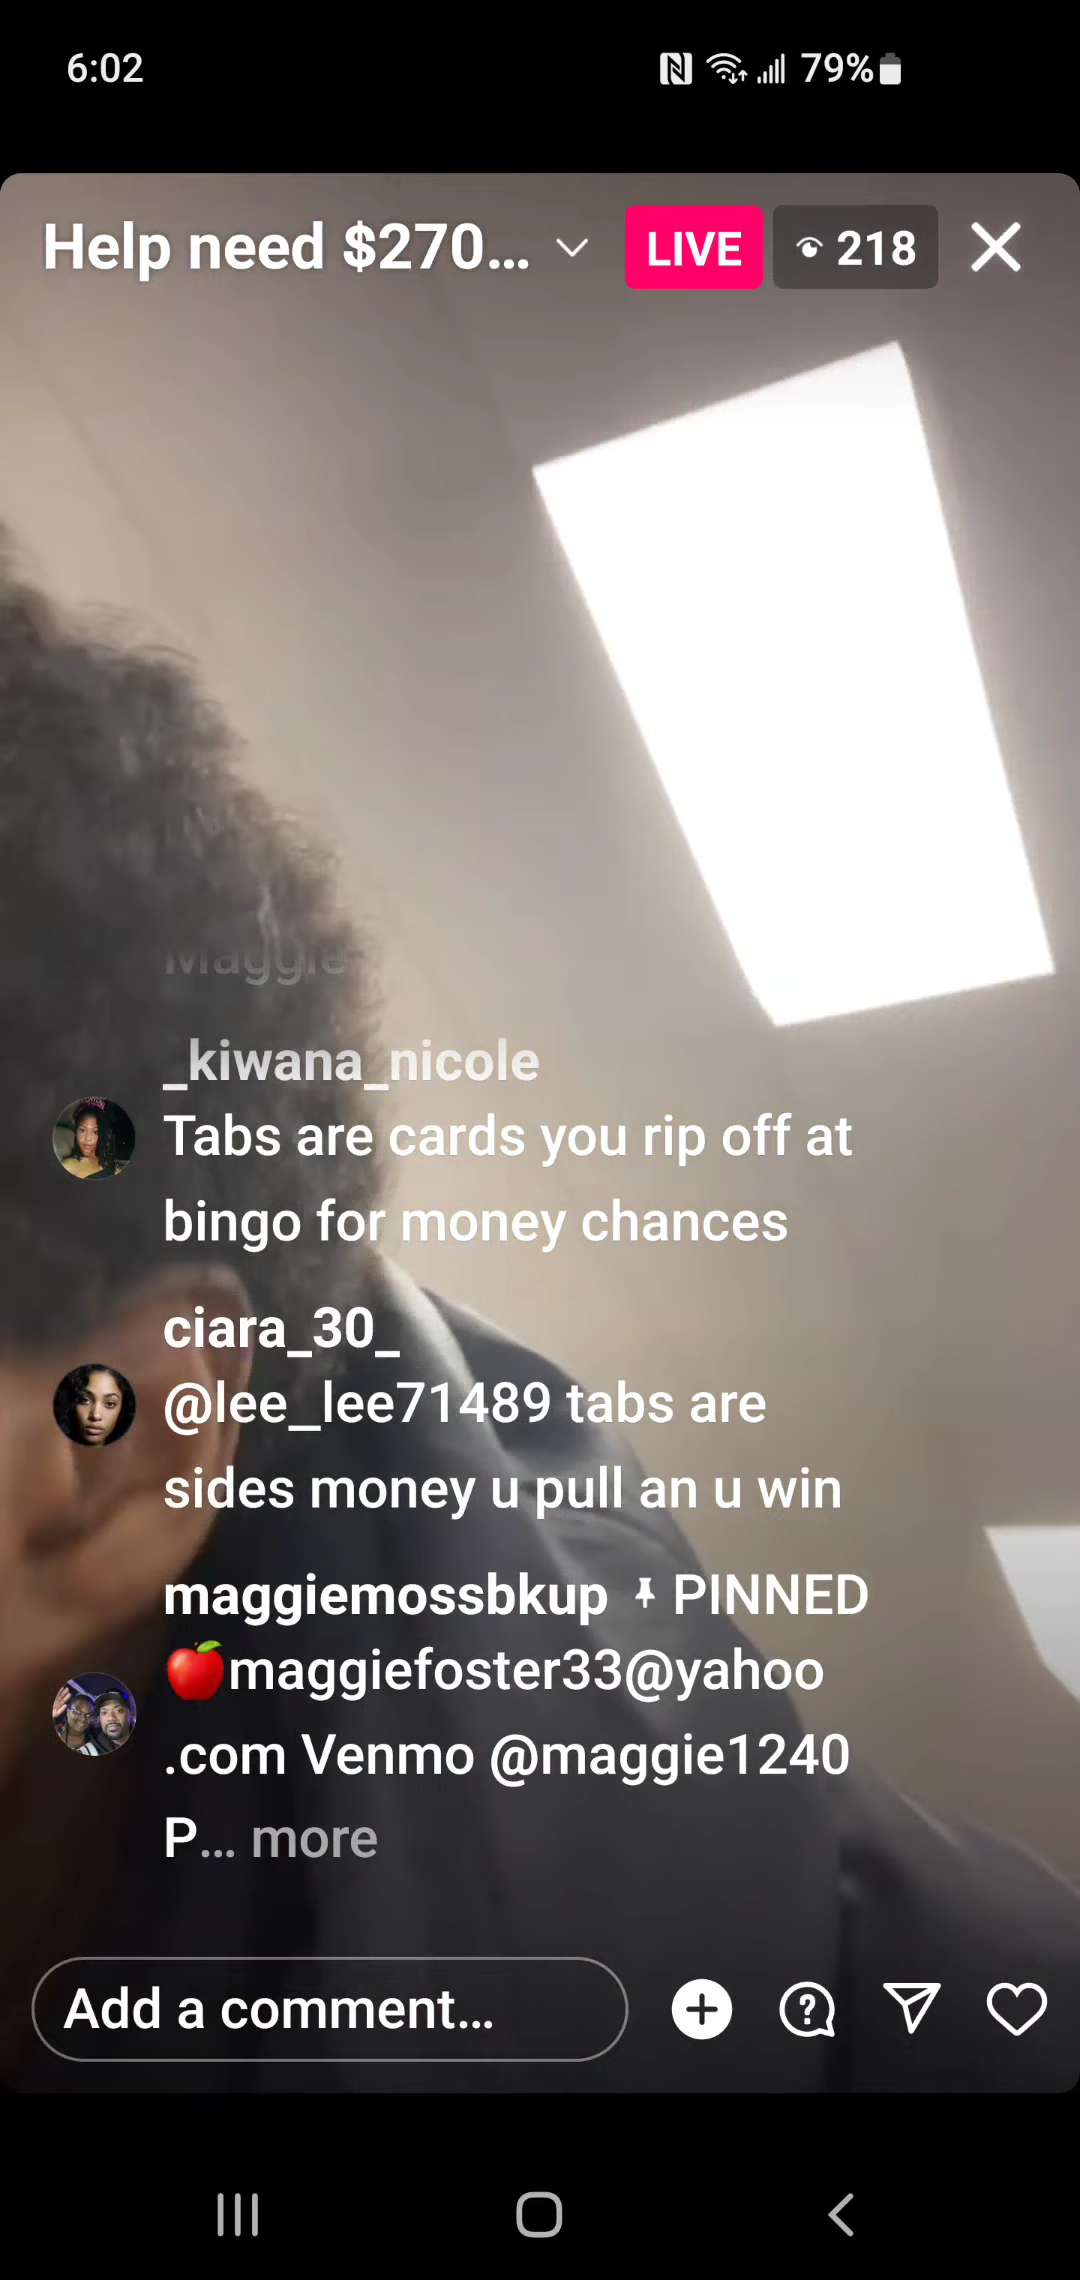 6:02
79%
Help need $270...
LIVE
218
Maggie
_kiwana_nicole
Tabs are cards you rip off at
bingo for money chances
ciara_30_
@lee_lee71489 tabs are
sides money u pull an u win
maggiemossbkup PINNED
🍎maggiefoster33@yahoo
.com Venmo @maggie1240
P... more
Add a comment...